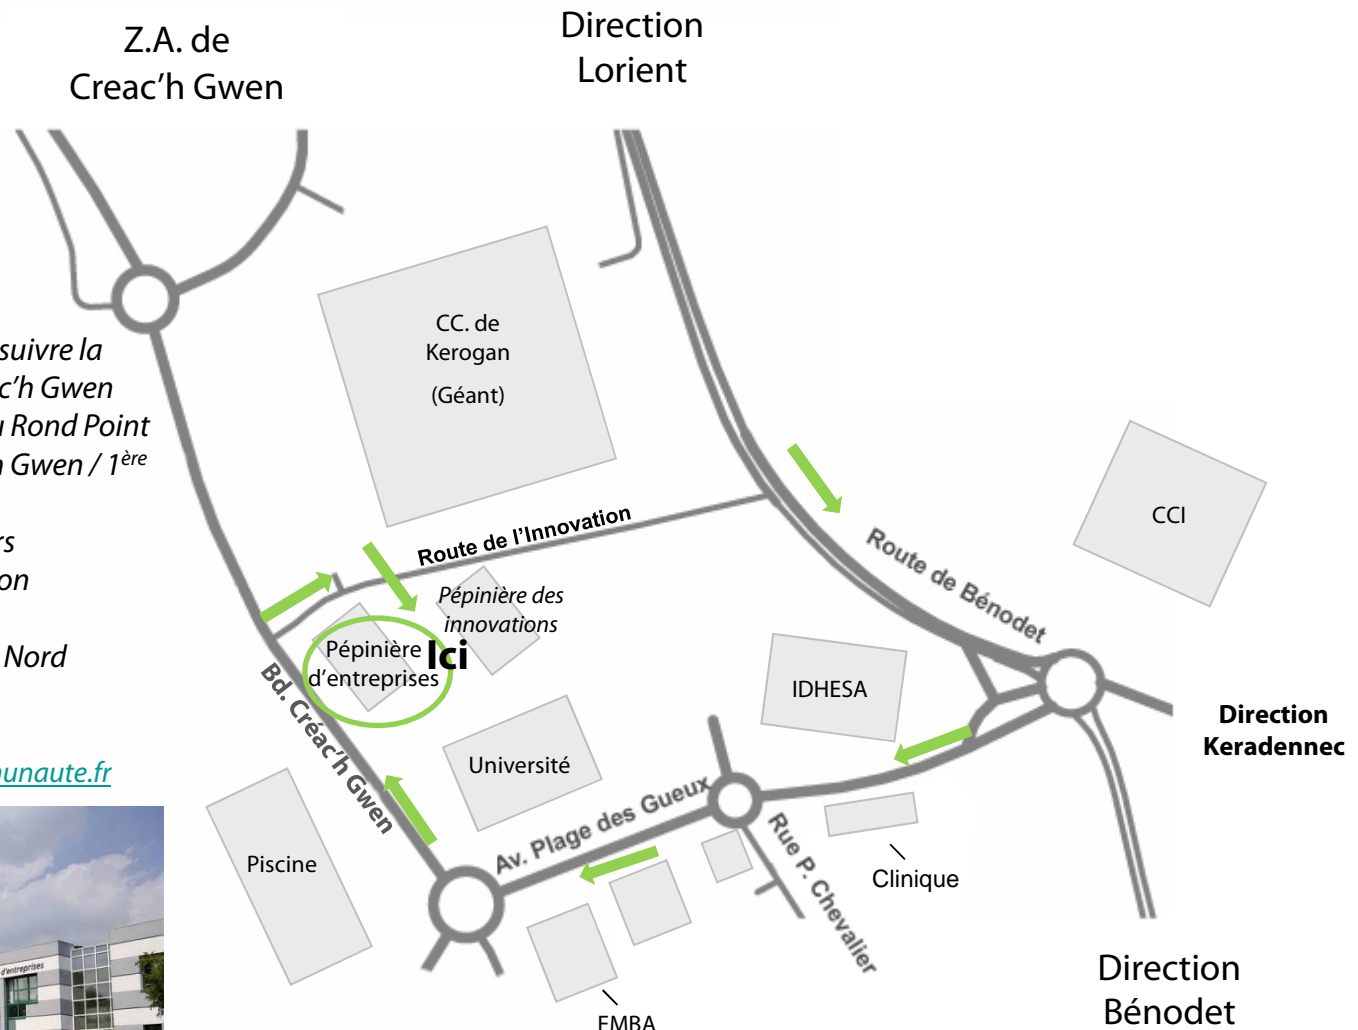 Z.A. de
Creac’h Gwen
Direction
Lorient
suivre la
c’h Gwen
u Rond Point
n Gwen / 1ère
rs
on
Nord
unaute.fr
CC. de
Kerogan
(Géant)
CCI
Route de l’Innovation
Route de Bénodet
Pépinière des
innovations
Pépinière
d’entreprises
Ici
IDHESA
Direction
Keradennec
Bd. Créac’h Gwen
Université
Av. Plage des Gueux
Rue P. Chevalier
Piscine
Clinique
EMBA
Direction
Bénodet
d’entreprises